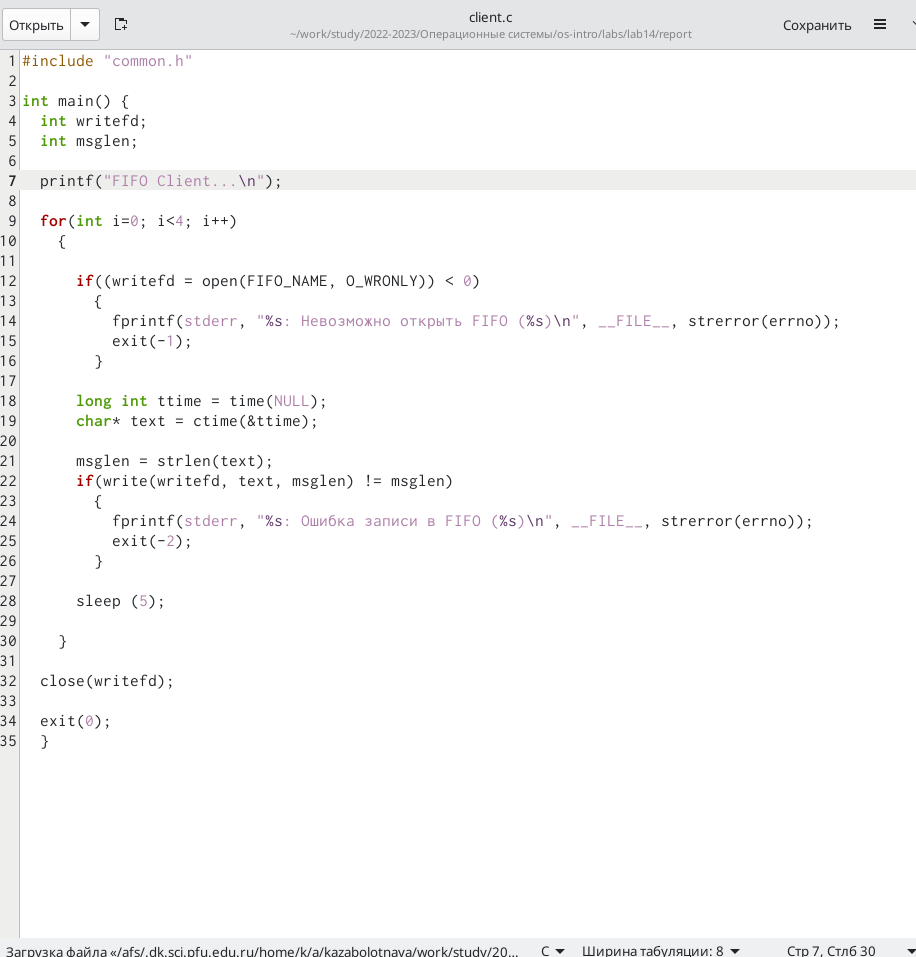 Открыть
client.c
~/work/study/2022-2023/Операционные системы/os-intro/labs/lab14/report
Сохранить
1 #include "common.h"
2
3 int main() {
4 int writefd;
5 int msglen;
6
7 printf("FIFO Client...\n");
8
9 for(int i=0; i<4; i++)
10 {
11
12 if((writefd = open(FIFO_NAME, O_WRONLY)) < 0)
13 {
14 fprintf(stderr, "%s: Невозможно открыть FIFO (%s)\n", __FILE__, strerror(errno));
15 exit(-1);
16 }
17
18 long int ttime = time(NULL);
19 char* text = ctime(&ttime);
20
21 msglen = strlen(text);
22 if(write(writefd, text, msglen) != msglen)
23 {
24 fprintf(stderr, "%s: Ошибка записи в FIFO (%s)\n", __FILE__, strerror(errno));
25 exit(-2);
26 }
27
28 sleep (5);
29
30 }
31
32 close(writefd);
33
34 exit(0);
35 }
Загрузка файла «/afs/.dk.sci.pfu.edu.ru/home/k/a/kazabolotnaya/work/study/20... C Ширина табуляции: 8 Стр 7, Стлб 30